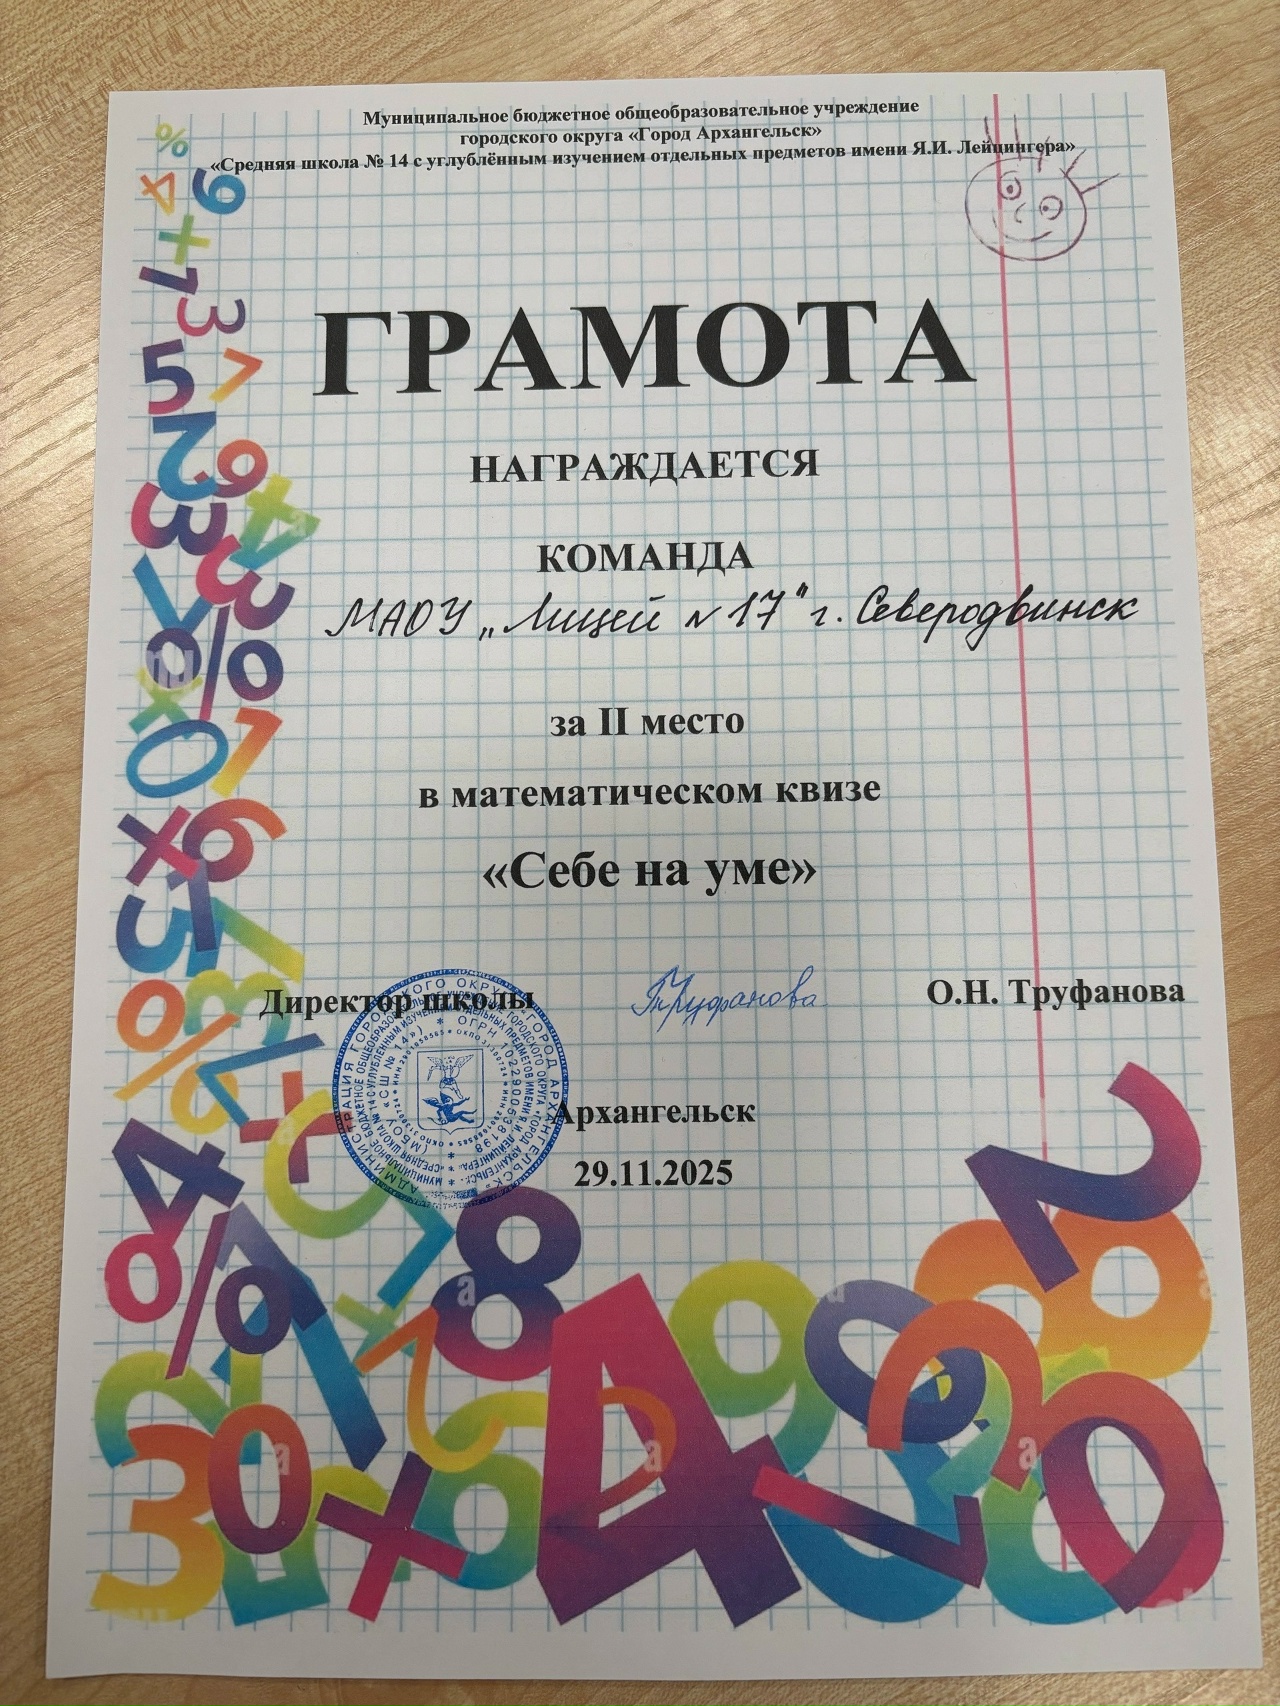 Муниципальное бюджетное общеобразовательное учреждение
городского округа «Город Архангельск»
«Средняя школа № 14 с углублённым изучением отдельных предметов имени Я.И. Лейцингера»
ГРАМОТА
НАГРАЖДАЕТСЯ
КОМАНДА
МАОУ „Лицей №17" г. Северодвинск
за II место
в математическом квизе
«Себе на уме»
Директор школы Труфанова О.Н. Труфанова
Архангельск
29.11.2025